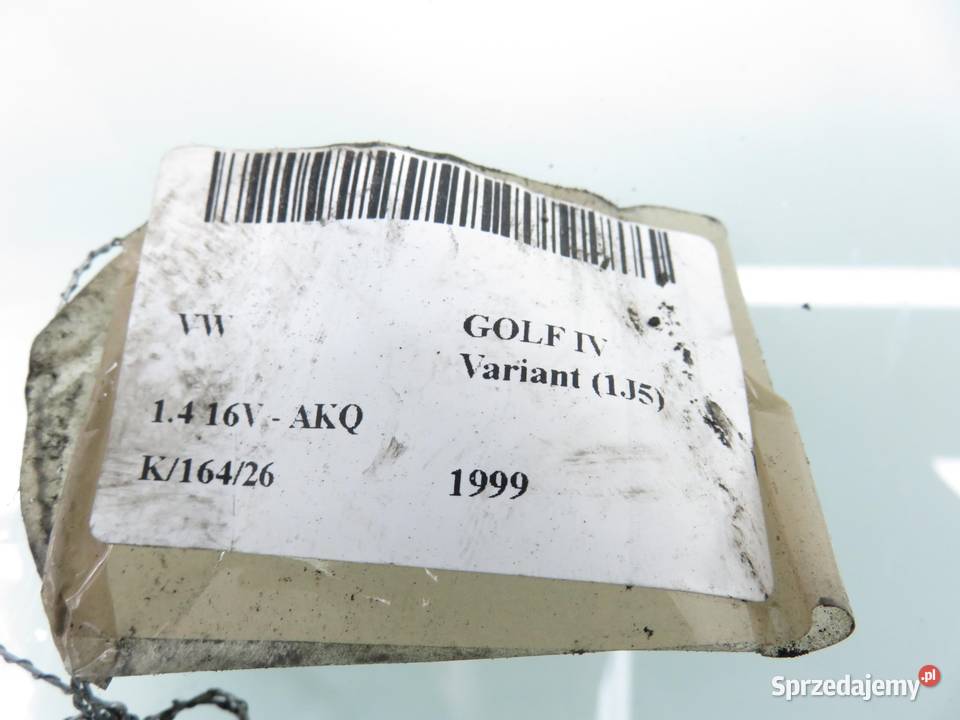 VW
GOLF IV
Variant (1J5)
1.4 16V - AKQ
K/164/26
1999
Sprzedajemy.pl